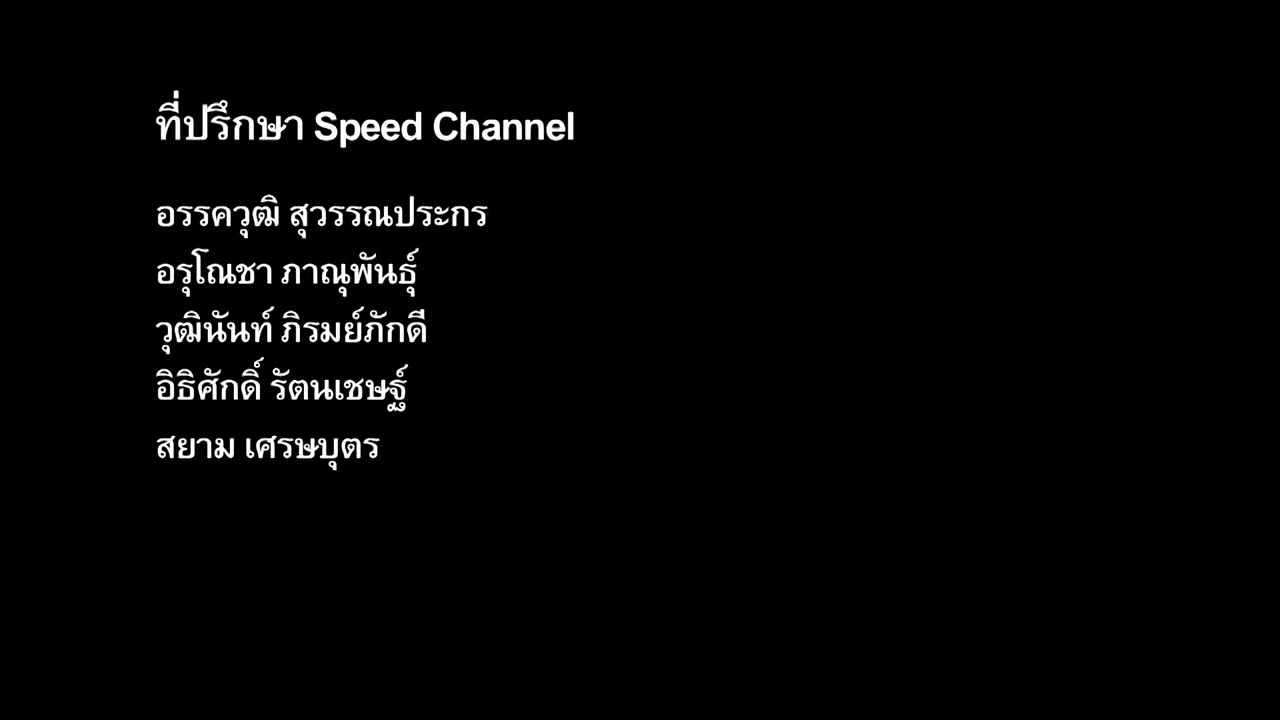 ที่ปรึกษา Speed Channel
อรรควุฒิ สุวรรณประกร
อรุโณชา ภาณุพันธุ์
วุฒินันท์ ภิรมย์ภักดี
อิธิศักดิ์ รัตนเชษฐ์
สยาม เศรษบุตร